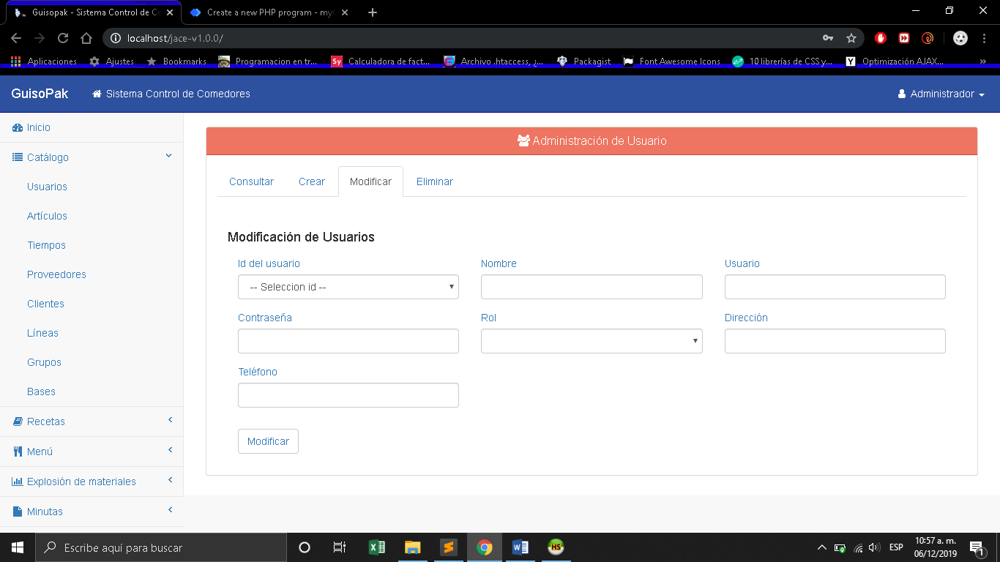 Guisopak - Sistema Control de Co
Create a new PHP program - my
localhost/jace-v1.0.0/
Aplicaciones
Ajustes
Bookmarks
Programacion en tr...
Sy
Calculadora de fact...
Archivo .htaccess, ¿...
Packagist
Font Awesome Icons
10 librerías de CSS y...
Y
Optimización AJAX...
»
GuisoPak
Sistema Control de Comedores
Administrador
Inicio
Catálogo
Usuarios
Artículos
Tiempos
Proveedores
Clientes
Líneas
Grupos
Bases
Recetas
Menú
Explosión de materiales
Minutas
Administración de Usuario
Consultar
Crear
Modificar
Eliminar
Modificación de Usuarios
Id del usuario
Nombre
Usuario
-- Seleccion id --
Contraseña
Rol
Dirección
Teléfono
Modificar
Escribe aquí para buscar
HS
ESP
10:57 a. m.
06/12/2019
1